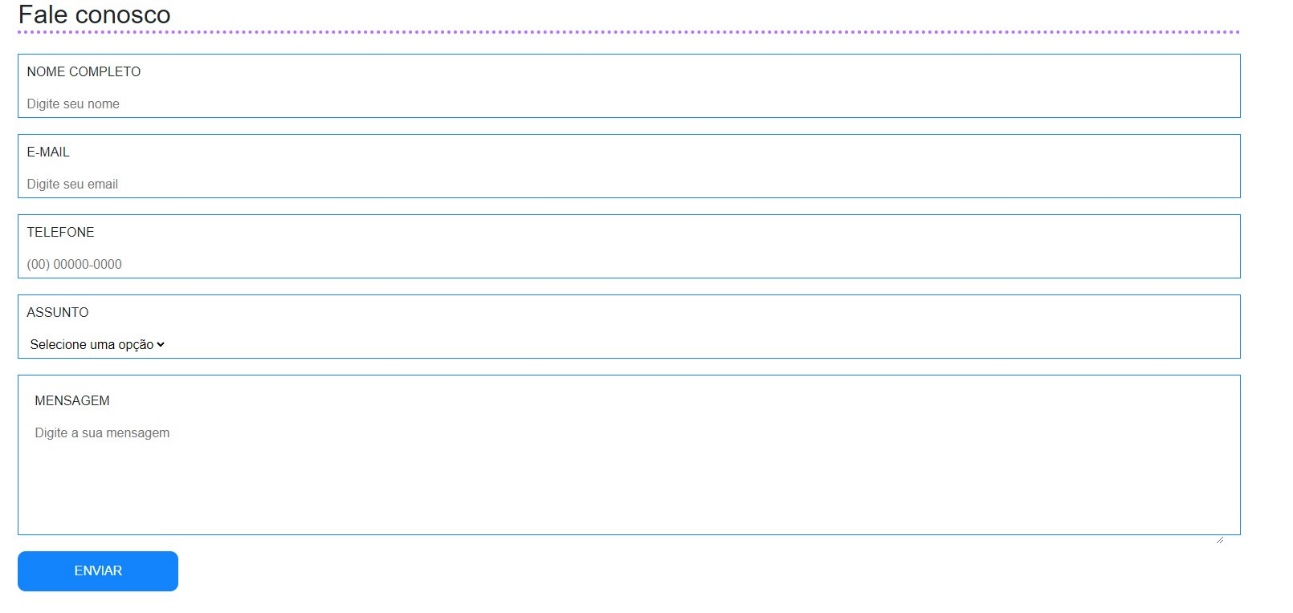 Fale conosco
NOME COMPLETO
Digite seu nome
E-MAIL
Digite seu email
TELEFONE
(00) 00000-0000
ASSUNTO
Selecione uma opção
MENSAGEM
Digite a sua mensagem
ENVIAR